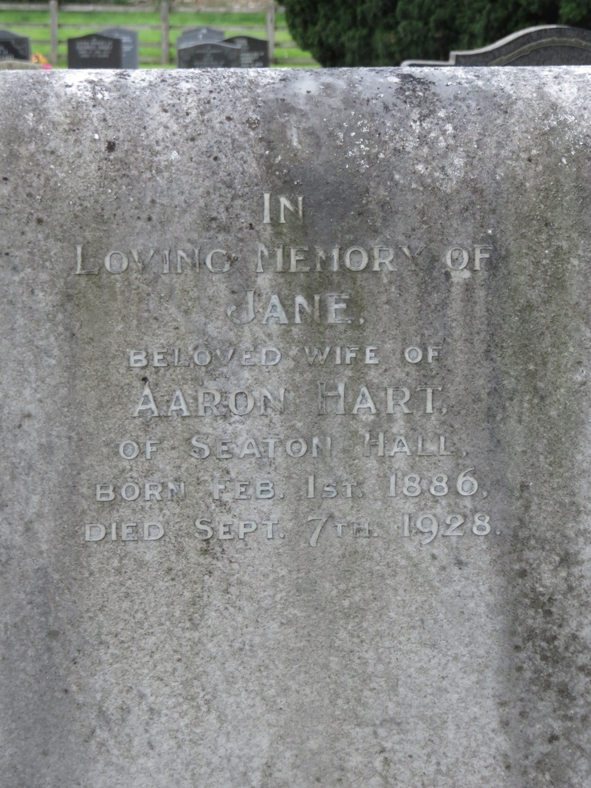 IN
LOVING MEMORY OF
JANE,
BELOVED WIFE OF
AARON HART,
OF SEATON HALL,
BORN FEB. 1ST. 1886,
DIED SEPT. 7TH. 1928.